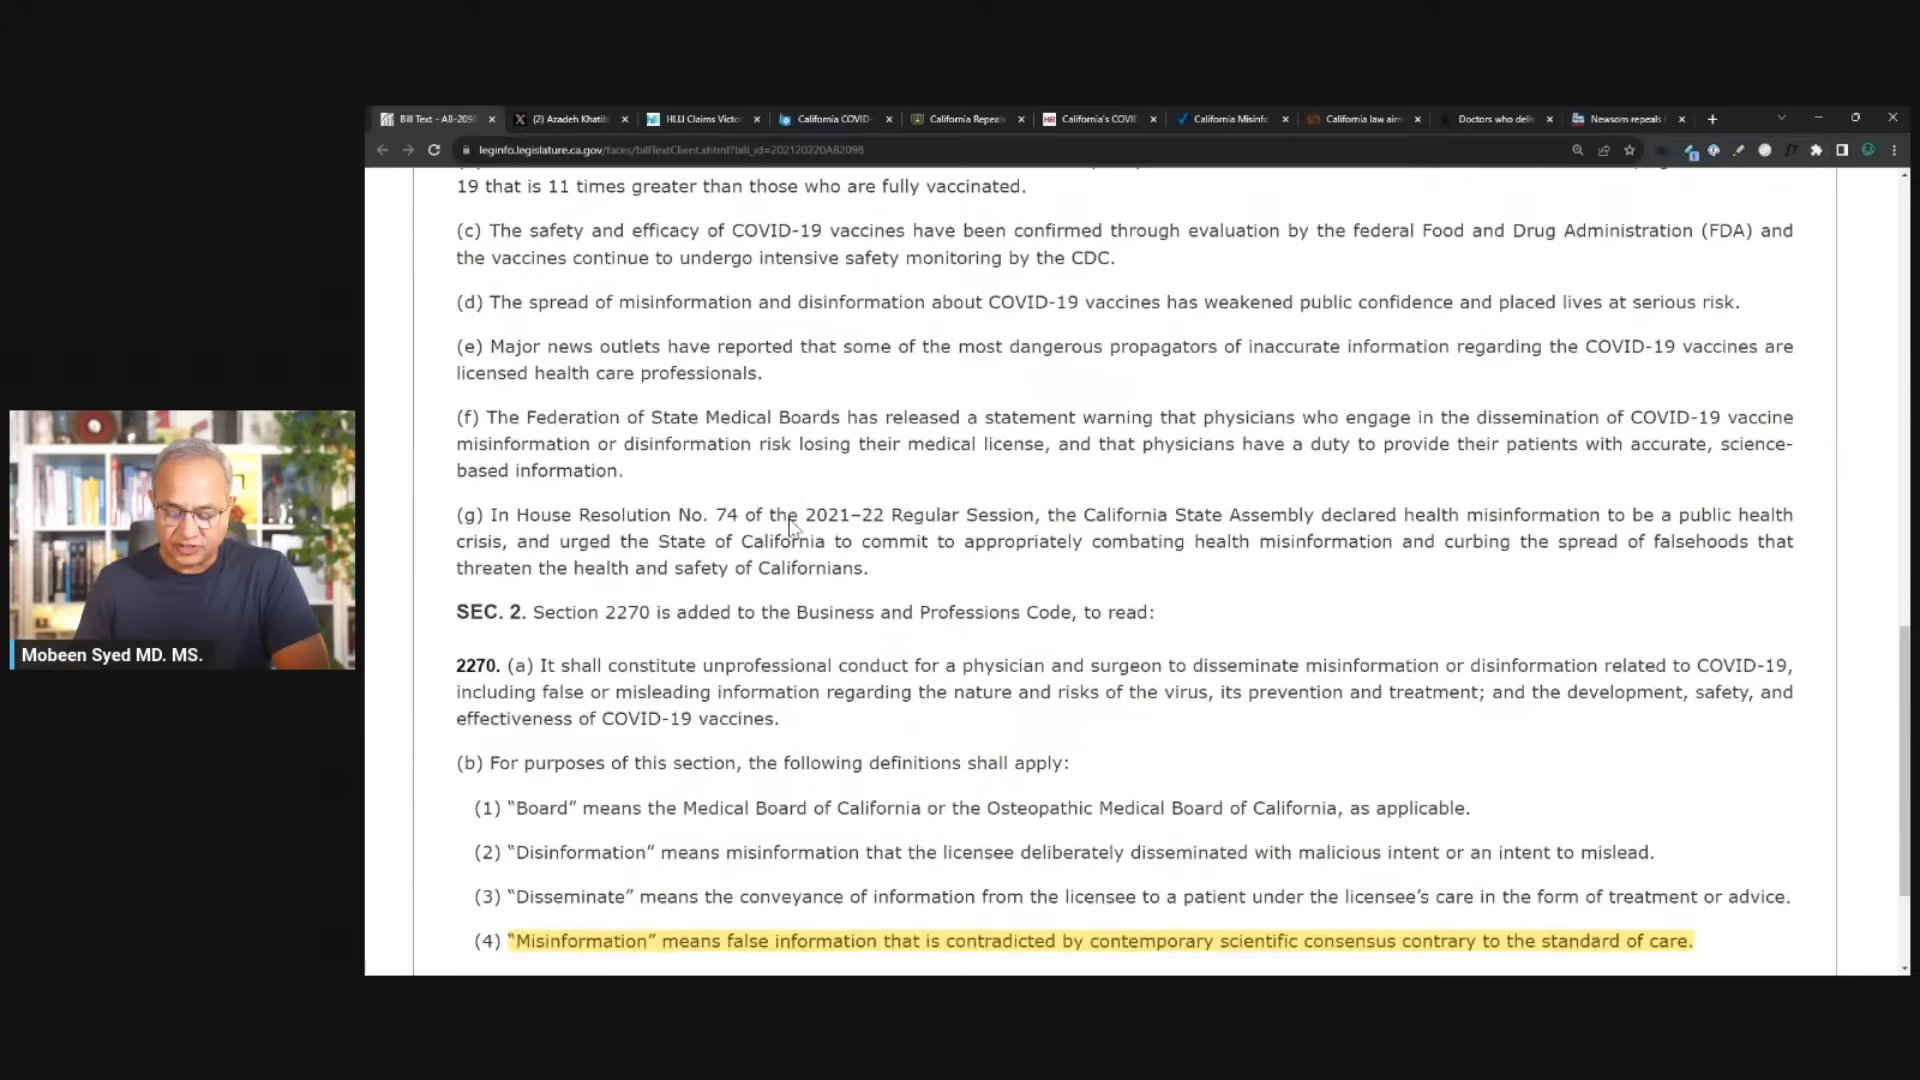 Bill Text - AB-2098
(2) Azadeh Khatib
HLLI Claims Victor
California COVID-
California Repeals
California's COVID
California Misinfo
California law aim
Doctors who deli
Newsom repeals
leginfo.legislature.ca.gov/faces/billTextClient.xhtml?bill_id=202120220AB2098
19 that is 11 times greater than those who are fully vaccinated.
(c) The safety and efficacy of COVID-19 vaccines have been confirmed through evaluation by the federal Food and Drug Administration (FDA) and
the vaccines continue to undergo intensive safety monitoring by the CDC.
(d) The spread of misinformation and disinformation about COVID-19 vaccines has weakened public confidence and placed lives at serious risk.
(e) Major news outlets have reported that some of the most dangerous propagators of inaccurate information regarding the COVID-19 vaccines are
licensed health care professionals.
(f) The Federation of State Medical Boards has released a statement warning that physicians who engage in the dissemination of COVID-19 vaccine
misinformation or disinformation risk losing their medical license, and that physicians have a duty to provide their patients with accurate, science-
based information.
(g) In House Resolution No. 74 of the 2021–22 Regular Session, the California State Assembly declared health misinformation to be a public health
crisis, and urged the State of California to commit to appropriately combating health misinformation and curbing the spread of falsehoods that
threaten the health and safety of Californians.
SEC. 2. Section 2270 is added to the Business and Professions Code, to read:
2270. (a) It shall constitute unprofessional conduct for a physician and surgeon to disseminate misinformation or disinformation related to COVID-19,
including false or misleading information regarding the nature and risks of the virus, its prevention and treatment; and the development, safety, and
effectiveness of COVID-19 vaccines.
(b) For purposes of this section, the following definitions shall apply:
(1) “Board” means the Medical Board of California or the Osteopathic Medical Board of California, as applicable.
(2) “Disinformation” means misinformation that the licensee deliberately disseminated with malicious intent or an intent to mislead.
(3) “Disseminate” means the conveyance of information from the licensee to a patient under the licensee’s care in the form of treatment or advice.
(4) “Misinformation” means false information that is contradicted by contemporary scientific consensus contrary to the standard of care.
Mobeen Syed MD. MS.